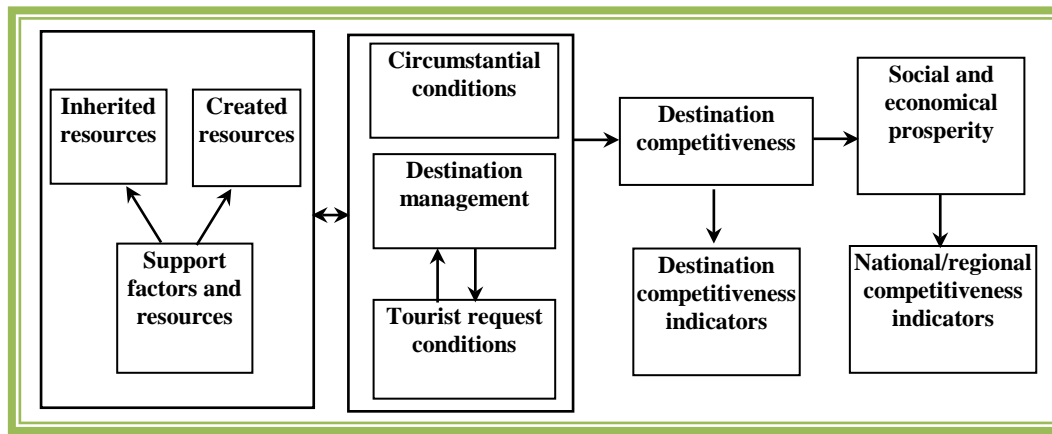 Inherited
resources
Created
resources
Support
factors and
resources
Circumstantial
conditions
Destination
management
Tourist request
conditions
Destination
competitiveness
Destination
competitiveness
indicators
Social and
economical
prosperity
National/regional
competitiveness
indicators